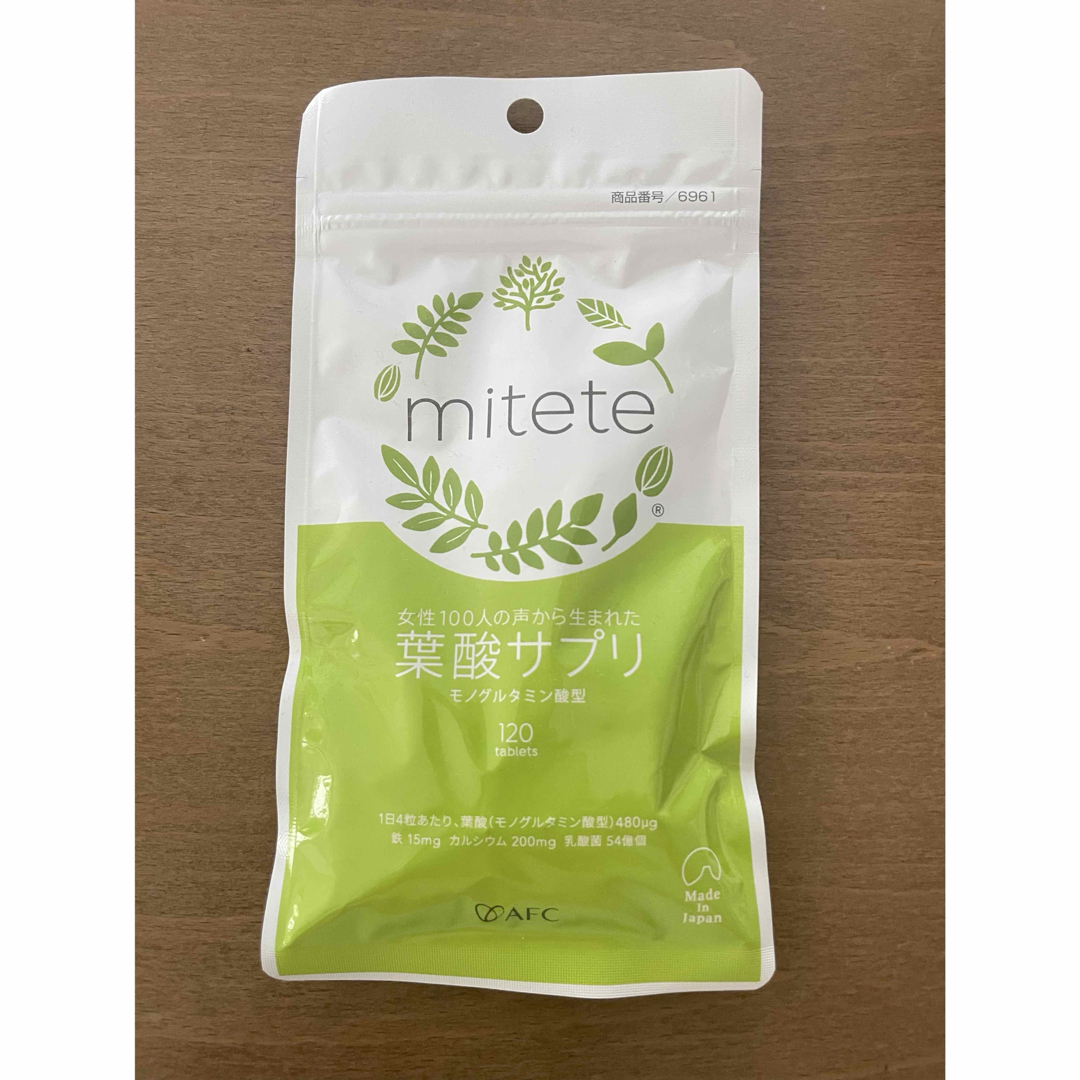 商品番号/6961
mitete
®
女性100人の声から生まれた
葉酸サプリ
モノグルタミン酸型
120
tablets
1日4粒あたり、葉酸(モノグルタミン酸型)480μg
鉄 15mg カルシウム 200mg 乳酸菌 54億個
Made
in
Japan
AFC